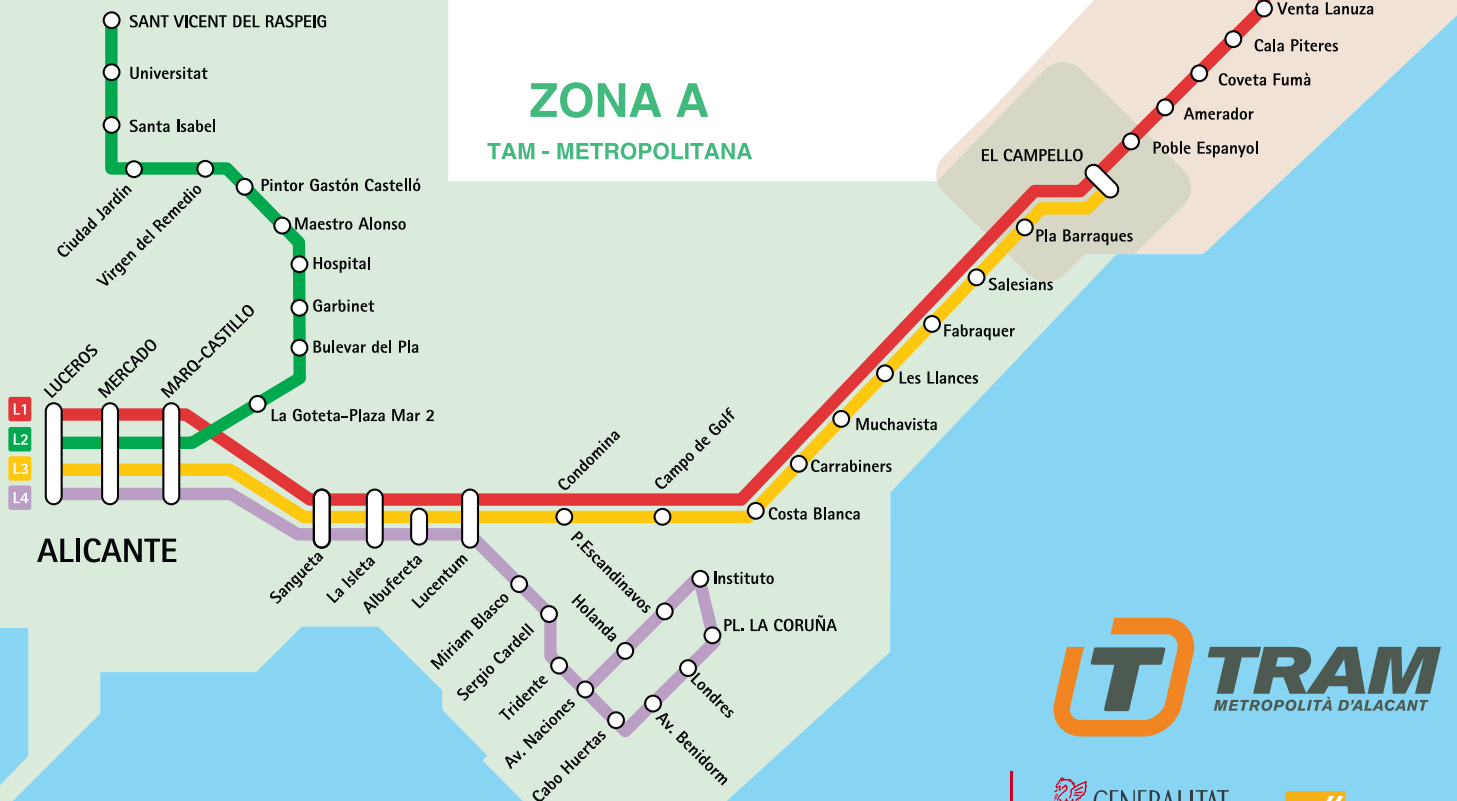 SANT VICENT DEL RASPEIG
Universitat
Santa Isabel
Ciudad Jardín
Virgen del Remedio
Pintor Gastón Castelló
Maestro Alonso
Hospital
Garbinet
Bulevar del Pla
La Goteta-Plaza Mar 2
ZONA A
TAM - METROPOLITANA
Venta Lanuza
Cala Piteres
Coveta Fumà
Amerador
Poble Espanyol
EL CAMPELLO
Pla Barraques
Salesians
Fabraquer
Les Llances
Muchavista
Carrabiners
Costa Blanca
Campo de Golf
Condomina
LUCEROS
MERCADO
MARQ-CASTILLO
L1
L2
L3
L4
ALICANTE
Sangueta
La Isleta
Albufereta
Lucentum
Miriam Blasco
Sergio Cardell
Tridente
Av. Naciones
Cabo Huertas
Av. Benidorm
Londres
PL. LA CORUÑA
Instituto
P.Escandinavos
Holanda
TRAM
METROPOLITÀ D'ALACANT
GENERALITAT